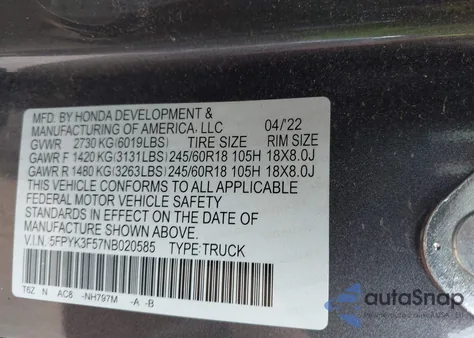 MFD. BY HONDA DEVELOPMENT &
MANUFACTURING OF AMERICA, LLC 04/'22
GVWR 2730 KG (6019LBS) TIRE SIZE RIM SIZE
GAWR F 1420 KG (3131LBS) 245/60R18 105H 18X8.0J
GAWR R 1480 KG (3263LBS) 245/60R18 105H 18X8.0J
THIS VEHICLE CONFORMS TO APPLICABLE
FEDERAL MOTOR VEHICLE SAFETY
STANDARDS IN EFFECT ON THE DATE OF
MANUFACTURE SHOWN ABOVE.
V.I.N. 5FPYK3F57NB020585 TYPE:TRUCK
T6Z N AC8 -NH797M -A -B
autoSnap